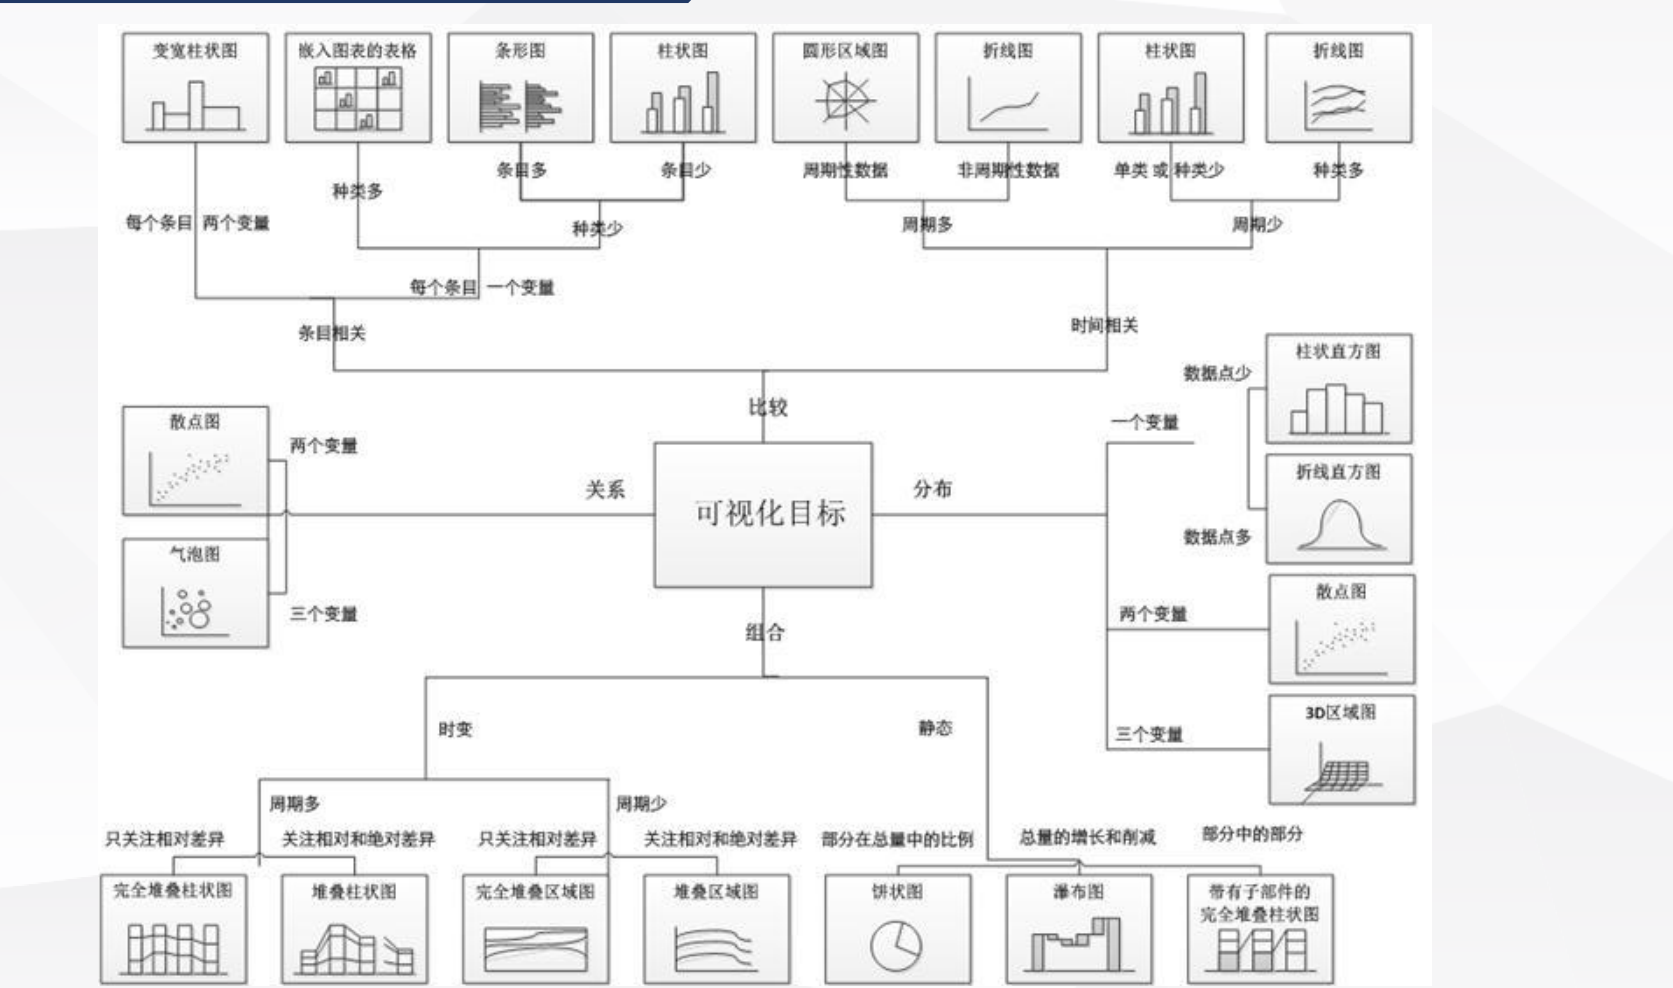 变宽柱状图
嵌入图表的表格
条形图
柱状图
圆形区域图
折线图
柱状图
折线图
条目多
条目少
周期性数据
非周期性数据
单类 或 种类少
种类多
种类多
每个条目 两个变量
种类少
周期多
周期少
每个条目 一个变量
条目相关
时间相关
柱状直方图
数据点少
比较
散点图
一个变量
两个变量
折线直方图
关系
分布
可视化目标
数据点多
气泡图
散点图
三个变量
两个变量
组合
3D区域图
时变
静态
三个变量
周期多
周期少
只关注相对差异
关注相对和绝对差异
只关注相对差异
关注相对和绝对差异
部分在总量中的比例
总量的增长和削减
部分中的部分
完全堆叠柱状图
堆叠柱状图
完全堆叠区域图
堆叠区域图
饼状图
瀑布图
带有子部件的
完全堆叠柱状图